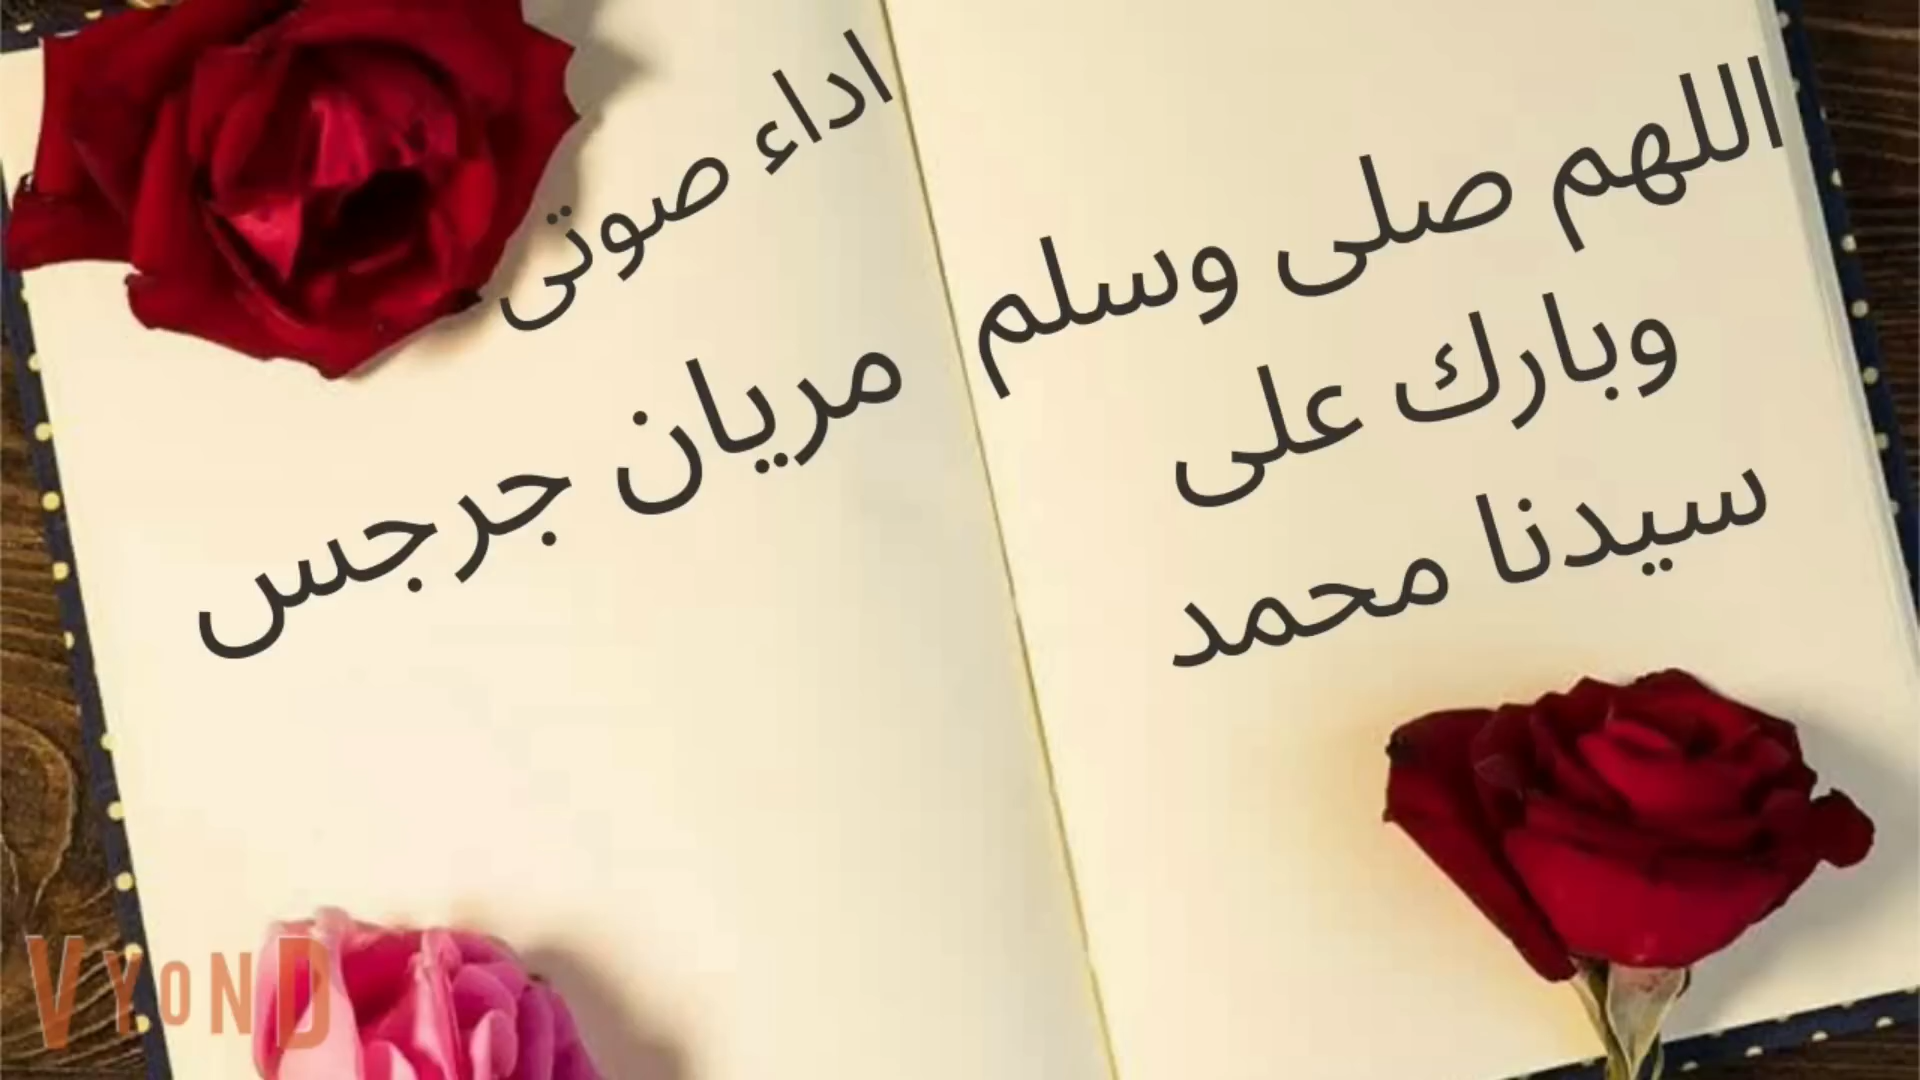 اللهم صلى وسلم
وبارك على
سيدنا محمد
اداء صوتى
مريان جرجس
VYOND